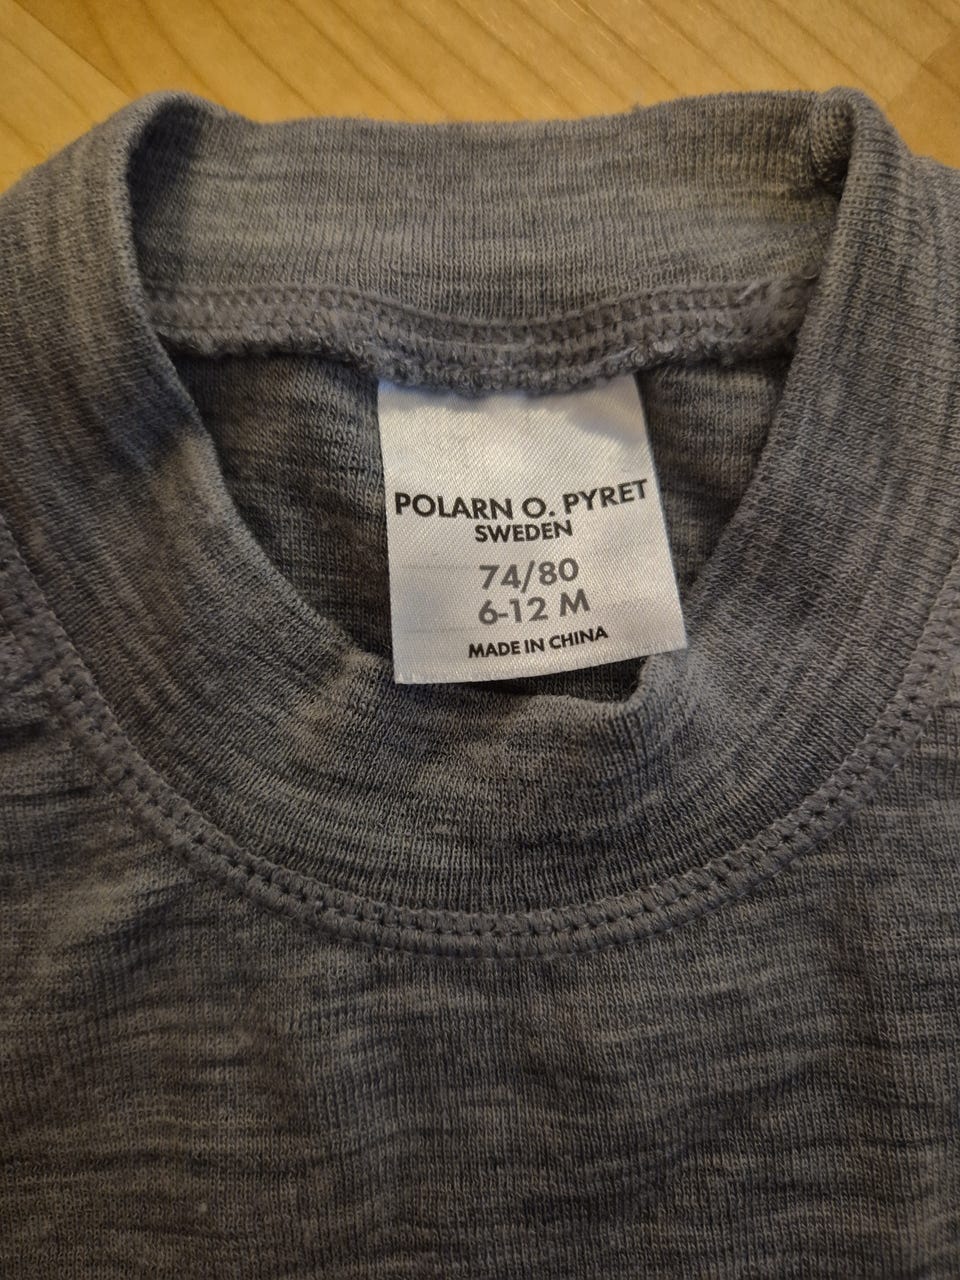 POLARN O. PYRET
SWEDEN
74/80
6-12 M
MADE IN CHINA